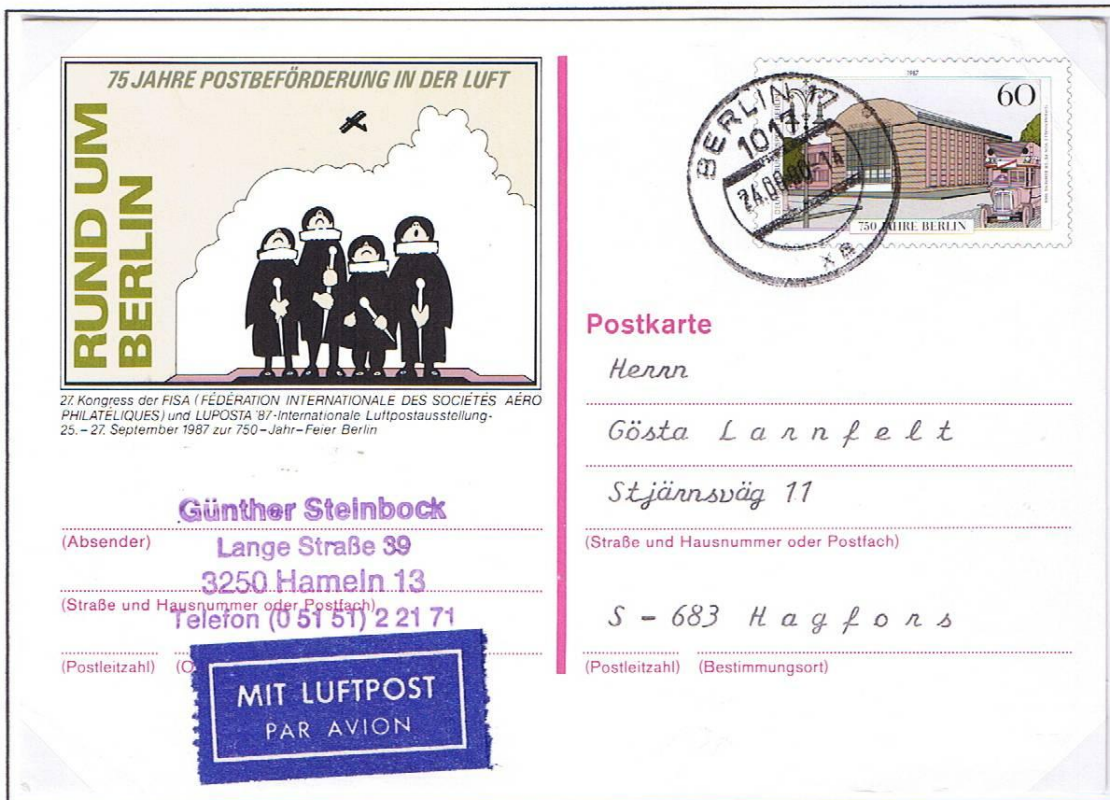 75 JAHRE POSTBEFÖRDERUNG IN DER LUFT
RUND UM
BERLIN
27. Kongress der FISA (FÉDÉRATION INTERNATIONALE DES SOCIÉTÉS AÉRO
PHILATÉLIQUES) und LUPOSTA '87-Internationale Luftpostausstellung-
25. – 27. September 1987 zur 750–Jahr–Feier Berlin
Günther Steinbock
(Absender)
Lange Straße 39
3250 Hameln 13
(Straße und Hausnummer oder Postfach)
Telefon (0 51 51) 2 21 71
(Postleitzahl)
MIT LUFTPOST
PAR AVION
1987
60
750 JAHRE BERLIN
BERLIN 17
1017
Postkarte
Herrn
Gösta Larnfelt
Stjärnsväg 11
(Straße und Hausnummer oder Postfach)
S - 683 Hagfors
(Postleitzahl) (Bestimmungsort)